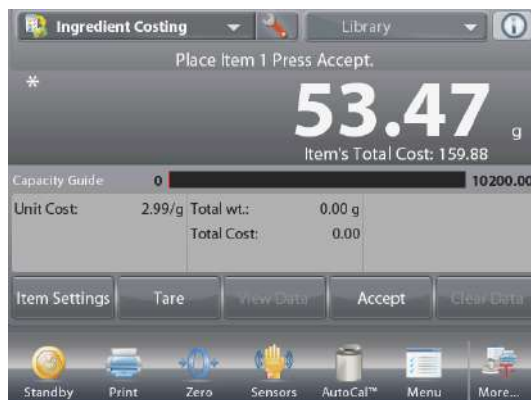 Ingredient Costing
Library
Place Item 1 Press Accept.
*
53.47 g
Item's Total Cost: 159.88
Capacity Guide 0 10200.00
Unit Cost: 2.99/g Total wt.: 0.00 g
Total Cost: 0.00
Item Settings Tare View Data Accept Clear Data
Standby Print Zero Sensors AutoCal™ Menu More...